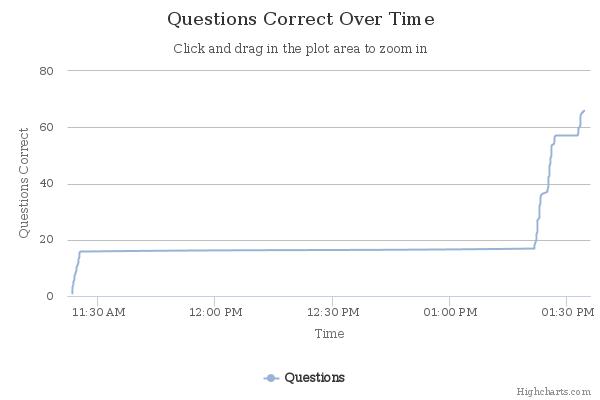 Questions Correct Over Time
Click and drag in the plot area to zoom in
Questions Correct
80
60
40
20
0
11:30 AM 12:00 PM 12:30 PM 01:00 PM 01:30 PM
Time
Questions
Highcharts.com